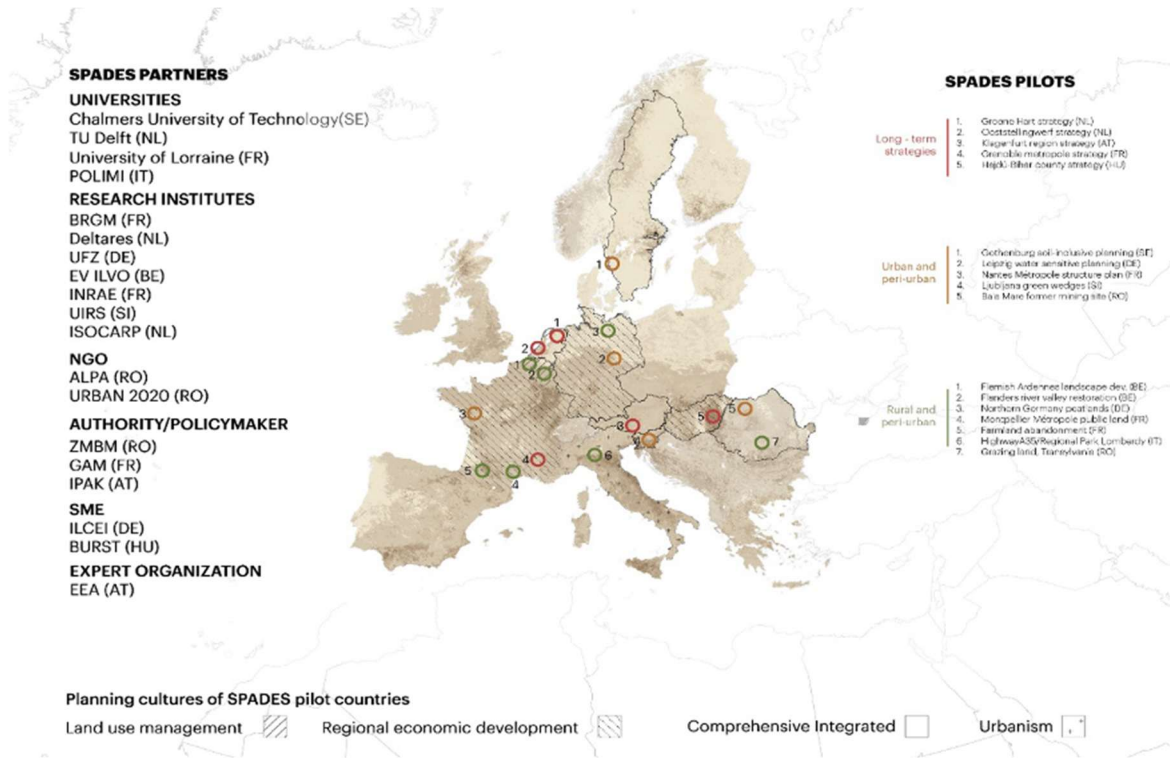 SPADES PARTNERS
UNIVERSITIES
Chalmers University of Technology(SE)
TU Delft (NL)
University of Lorraine (FR)
POLIMI (IT)
RESEARCH INSTITUTES
BRGM (FR)
Deltares (NL)
UFZ (DE)
EV ILVO (BE)
INRAE (FR)
UIRS (SI)
ISOCARP (NL)
NGO
ALPA (RO)
URBAN 2020 (RO)
AUTHORITY/POLICYMAKER
ZMBM (RO)
GAM (FR)
IPAK (AT)
SME
ILCEI (DE)
BURST (HU)
EXPERT ORGANIZATION
EEA (AT)
1
1
3
2
1
2
2
3
5
5
3
4
7
6
4
5
4
SPADES PILOTS
Long - term
strategies
1. Groene Hart strategy (NL)
2. Ooststellingwerf strategy (NL)
3. Klagenfurt region strategy (AT)
4. Grenoble metropole strategy (FR)
5. Hajdú-Bihar county strategy (HU)
Urban and
peri-urban
1. Gothenburg soil-inclusive planning (SE)
2. Leipzig water sensitive planning (DE)
3. Nantes Métropole structure plan (FR)
4. Ljubljana green wedges (SI)
5. Baia Mare former mining site (RO)
Rural and
peri-urban
1. Flemish Ardennes landscape dev. (BE)
2. Flanders river valley restoration (BE)
3. Northern Germany peatlands (DE)
4. Montpellier Métropole public land (FR)
5. Farmland abandonment (FR)
6. HighwayA35/Regional Park Lombardy (IT)
7. Grazing land, Transylvania (RO)
Planning cultures of SPADES pilot countries
Land use management
Regional economic development
Comprehensive Integrated
Urbanism